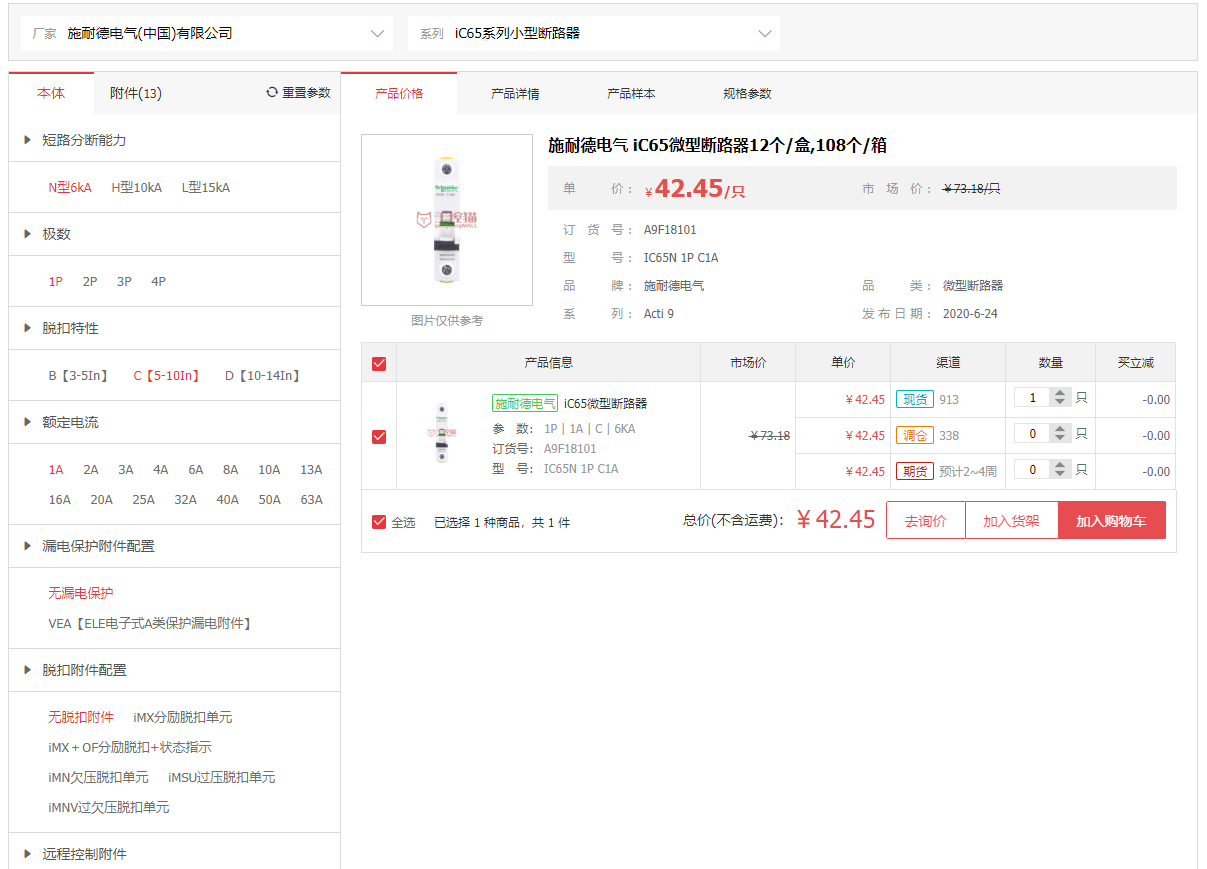 厂家 施耐德电气(中国)有限公司 系列 iC65系列小型断路器
本体 附件(13) 重置参数
短路分断能力
N型6kA H型10kA L型15kA
极数
1P 2P 3P 4P
脱扣特性
B【3-5In】 C【5-10In】 D【10-14In】
额定电流
1A 2A 3A 4A 6A 8A 10A 13A
16A 20A 25A 32A 40A 50A 63A
漏电保护附件配置
无漏电保护
VEA【ELE电子式A类保护漏电附件】
脱扣附件配置
无脱扣附件 iMX分励脱扣单元
iMX + OF分励脱扣+状态指示
iMN欠压脱扣单元 iMSU过压脱扣单元
iMNV过欠压脱扣单元
远程控制附件
产品价格 产品详情 产品样本 规格参数
Schneider
图片仅供参考
施耐德电气 iC65微型断路器12个/盒,108个/箱
单价: ¥42.45/只 市场价: ¥73.18/只
订货号: A9F18101
型号: IC65N 1P C1A
品牌: 施耐德电气 品类: 微型断路器
系列: Acti 9 发布日期: 2020-6-24
产品信息 市场价 单价 渠道 数量 买立减
施耐德电气 iC65微型断路器
参 数: 1P | 1A | C | 6KA
订货号: A9F18101
型 号: IC65N 1P C1A
¥73.18
¥42.45 现货 913 1 只 -0.00
¥42.45 调仓 338 0 只 -0.00
¥42.45 期货 预计2~4周 0 只 -0.00
全选 已选择 1 种商品，共 1 件 总价(不含运费): ¥42.45 去询价 加入货架 加入购物车